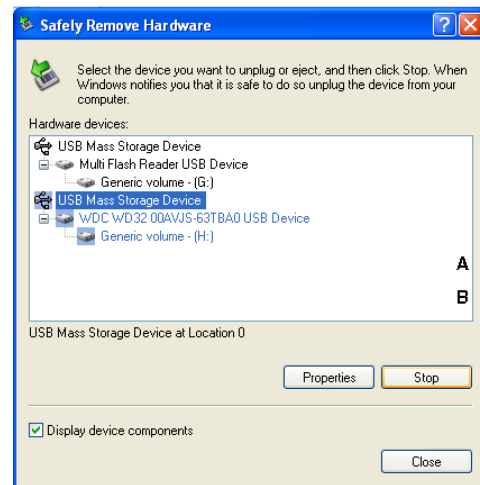 Safely Remove Hardware
Select the device you want to unplug or eject, and then click Stop. When
Windows notifies you that it is safe to do so unplug the device from your
computer.
Hardware devices:
USB Mass Storage Device
Multi Flash Reader USB Device
Generic volume - (G:)
USB Mass Storage Device
WDC WD32 00AVJS-63TBA0 USB Device
Generic volume - (H:)
A
B
USB Mass Storage Device at Location 0
Properties Stop
Display device components
Close